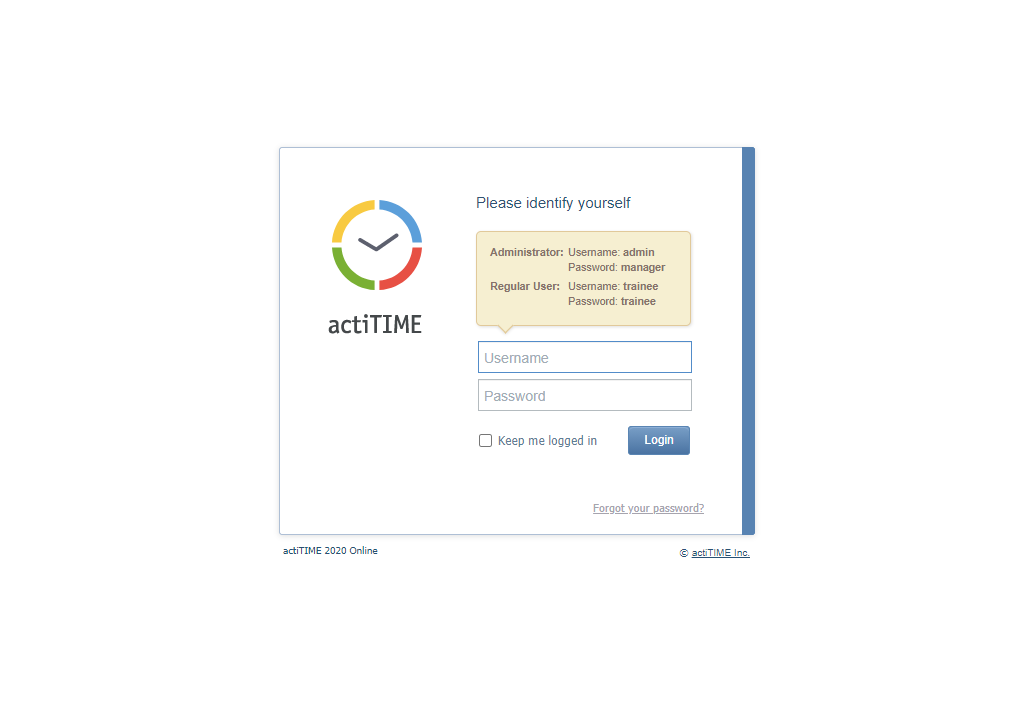 Please identify yourself
Administrator: Username: admin
Password: manager
Regular User: Username: trainee
Password: trainee
actiTIME
Username
Password
Keep me logged in Login
Forgot your password?
actiTIME 2020 Online
© actiTIME Inc.